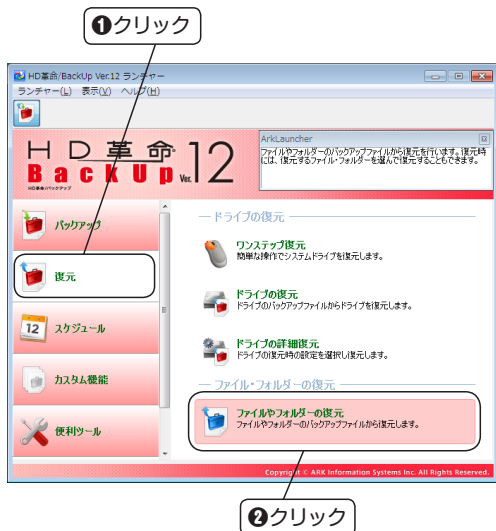 ❶クリック
HD革命/BackUp Ver.12 ランチャー
ランチャー(L) 表示(V) ヘルプ(H)
HD革命
BackUp Ver.12
HD革命/バックアップ
ArkLauncher
ファイルやフォルダーのバックアップファイルから復元を行います。復元時
には、復元するファイル・フォルダーを選んで復元することもできます。
バックアップ
復元
12 スケジュール
カスタム機能
便利ツール
ドライブの復元
ワンステップ復元
簡単な操作でシステムドライブを復元します。
ドライブの復元
ドライブのバックアップファイルからドライブを復元します。
ドライブの詳細復元
ドライブの復元時の設定を選択し復元します。
ファイル・フォルダーの復元
ファイルやフォルダーの復元
ファイルやフォルダーのバックアップファイルから復元します。
Copyright © ARK Information Systems Inc. All Rights Reserved.
❷クリック